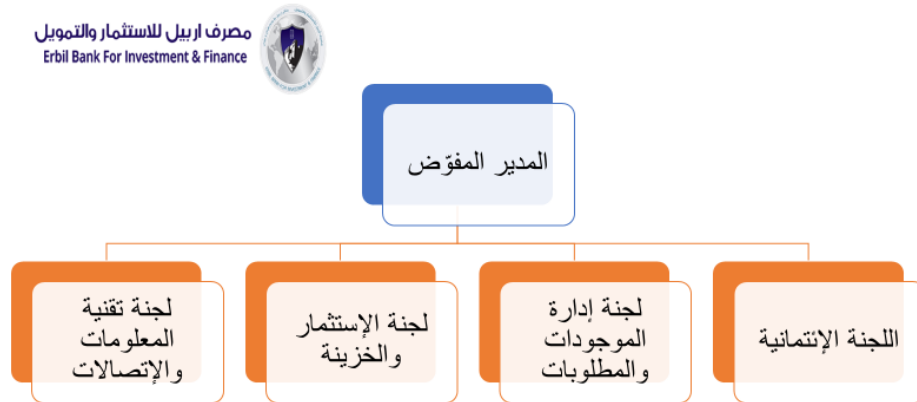 مصرف اربيل للاستثمار والتمويل
Erbil Bank For Investment & Finance
المدير المفوّض
اللجنة الإئتمانية
لجنة إدارة
الموجودات
والمطلوبات
لجنة الإستثمار
والخزينة
لجنة تقنية
المعلومات
والإتصالات